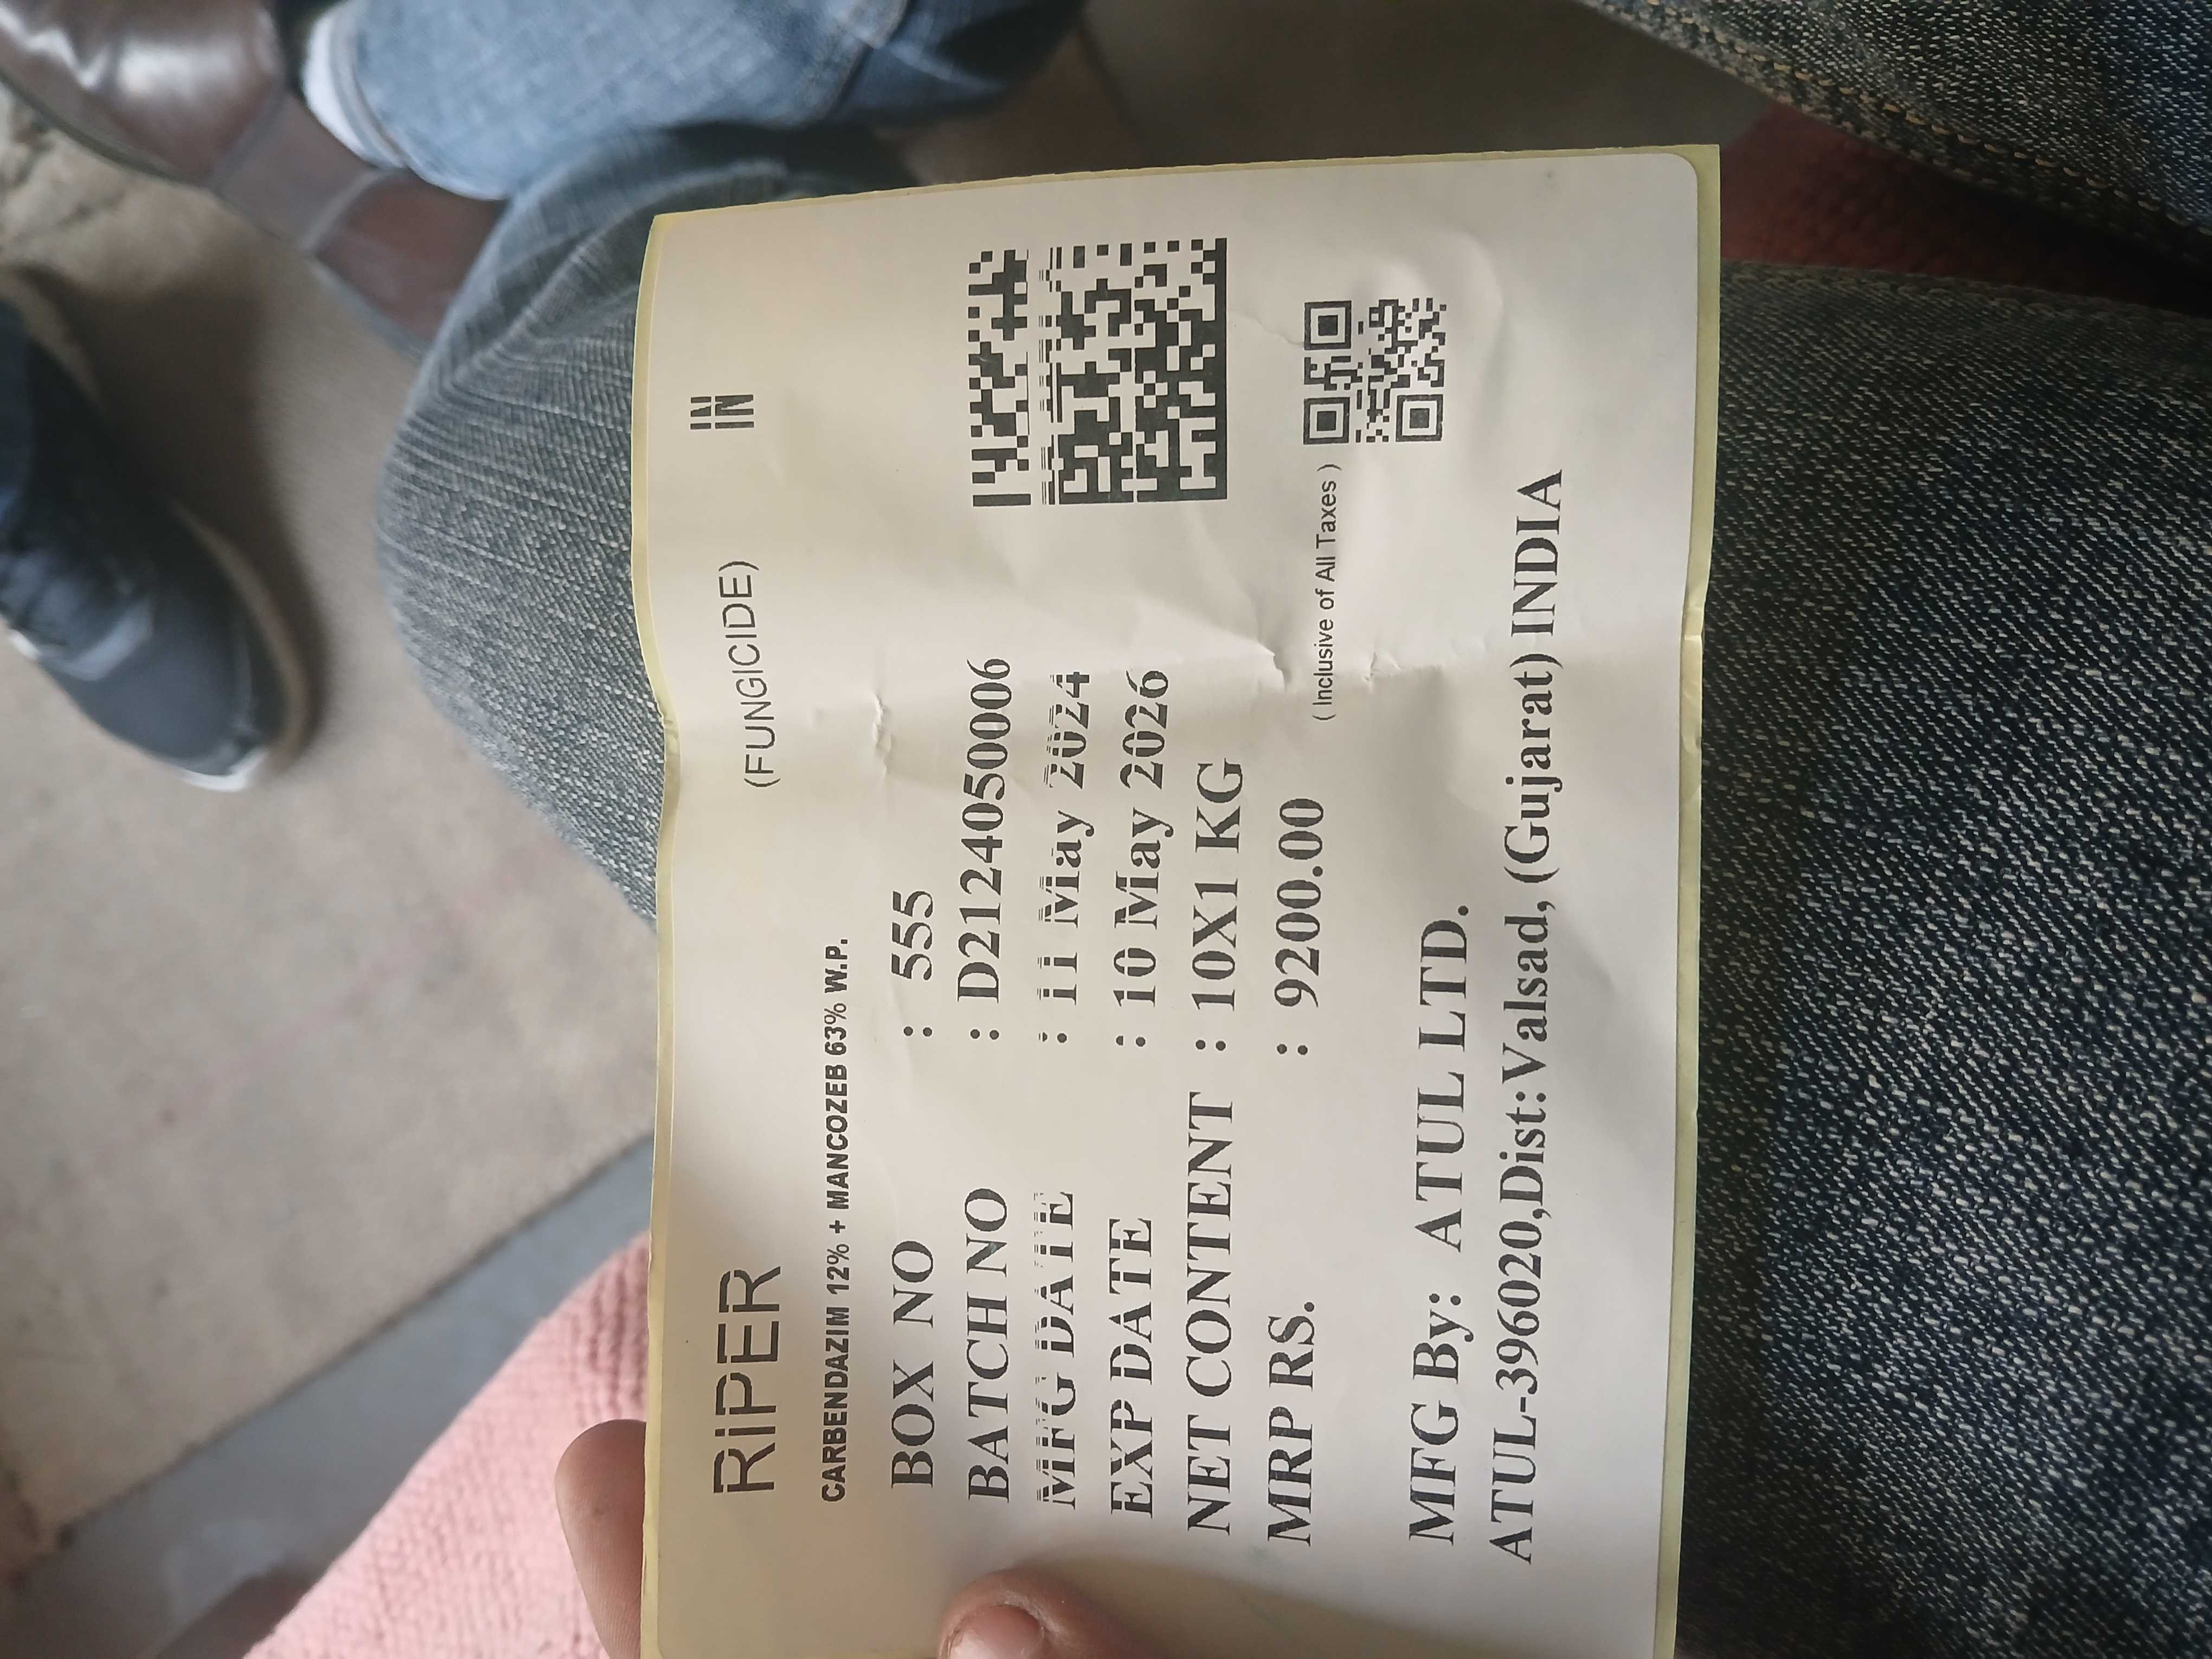 RiPER (FUNGICIDE) IN
CARBENDAZIM 12% + MANCOZEB 63% W.P.
BOX NO : 555
BATCH NO : D2124050006
MFG DATE : 11 May 2024
EXP DATE : 10 May 2026
NET CONTENT : 10X1 KG
MRP RS. : 9200.00 ( Inclusive of All Taxes )
MFG By: ATUL LTD.
ATUL-396020,Dist: Valsad, (Gujarat) INDIA